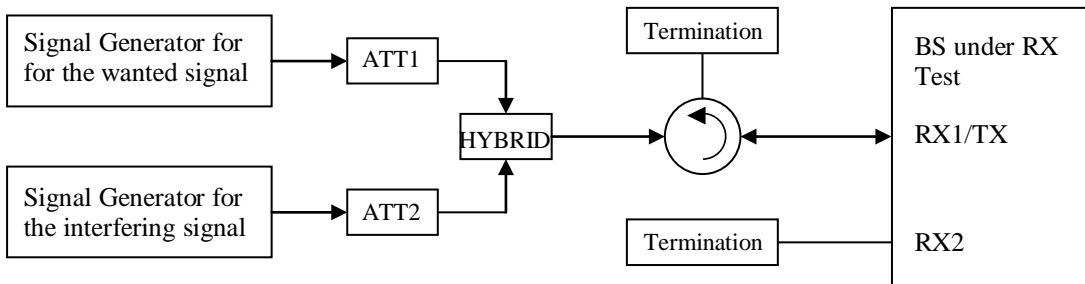 Signal Generator for
for the wanted signal
ATT1
HYBRID
Signal Generator for
the interfering signal
ATT2
Termination
Termination
BS under RX
Test
RX1/TX
RX2